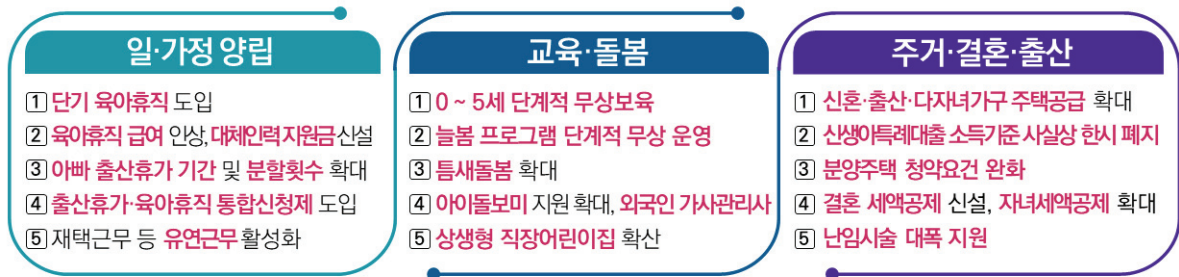 일·가정 양립
1 단기 육아휴직 도입
2 육아휴직 급여 인상, 대체인력 지원금 신설
3 아빠 출산휴가 기간 및 분할횟수 확대
4 출산휴가·육아휴직 통합신청제 도입
5 재택근무 등 유연근무 활성화
교육·돌봄
1 0 ~ 5세 단계적 무상보육
2 늘봄 프로그램 단계적 무상 운영
3 틈새돌봄 확대
4 아이돌보미 지원 확대, 외국인 가사관리사
5 상생형 직장어린이집 확산
주거·결혼·출산
1 신혼·출산·다자녀가구 주택공급 확대
2 신생아특례대출 소득기준 사실상 한시 폐지
3 분양주택 청약요건 완화
4 결혼 세액공제 신설, 자녀세액공제 확대
5 난임시술 대폭 지원